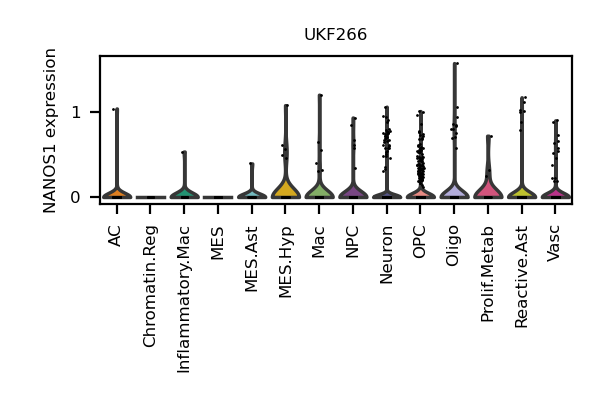 UKF266
NANOS1 expression
1
0
AC
Chromatin.Reg
Inflammatory.Mac
MES
MES.Ast
MES.Hyp
Mac
NPC
Neuron
OPC
Oligo
Prolif.Metab
Reactive.Ast
Vasc